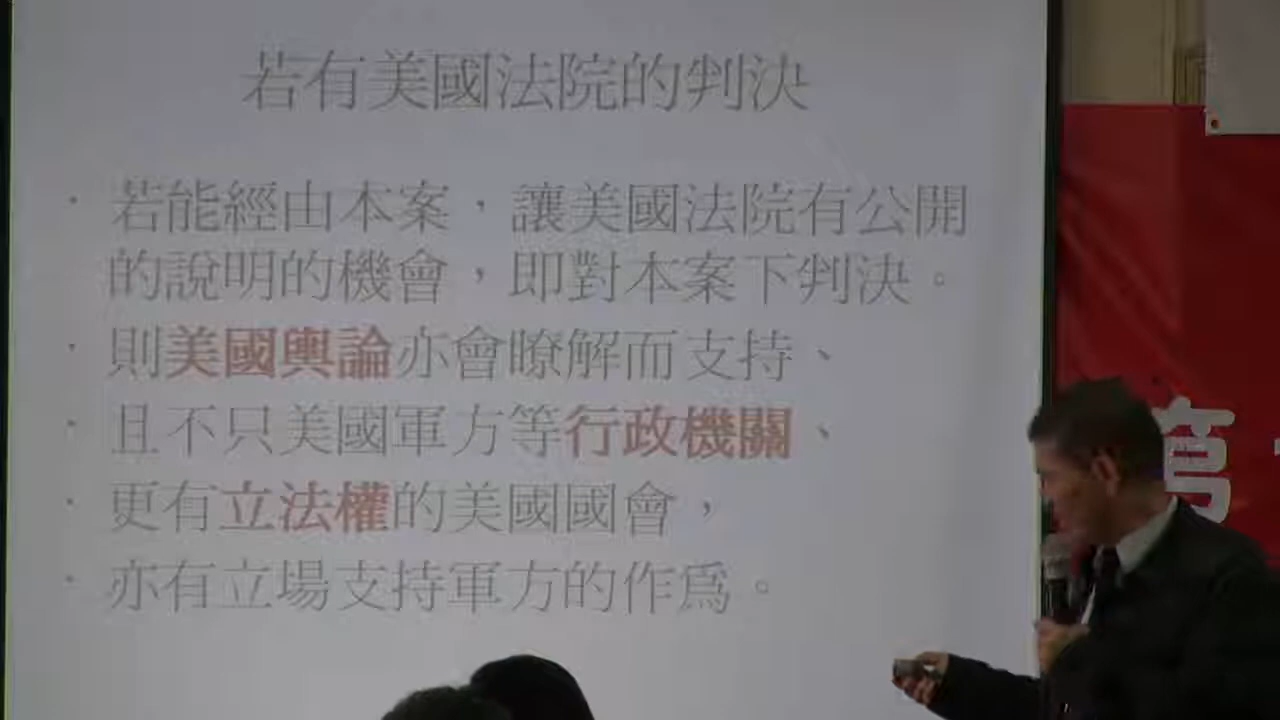 若有美國法院的判決
· 若能經由本案，讓美國法院有公開
的說明的機會，即對本案下判決。
· 則美國輿論亦會瞭解而支持、
· 且不只美國軍方等行政機關、
· 更有立法權的美國國會，
· 亦有立場支持軍方的作為。